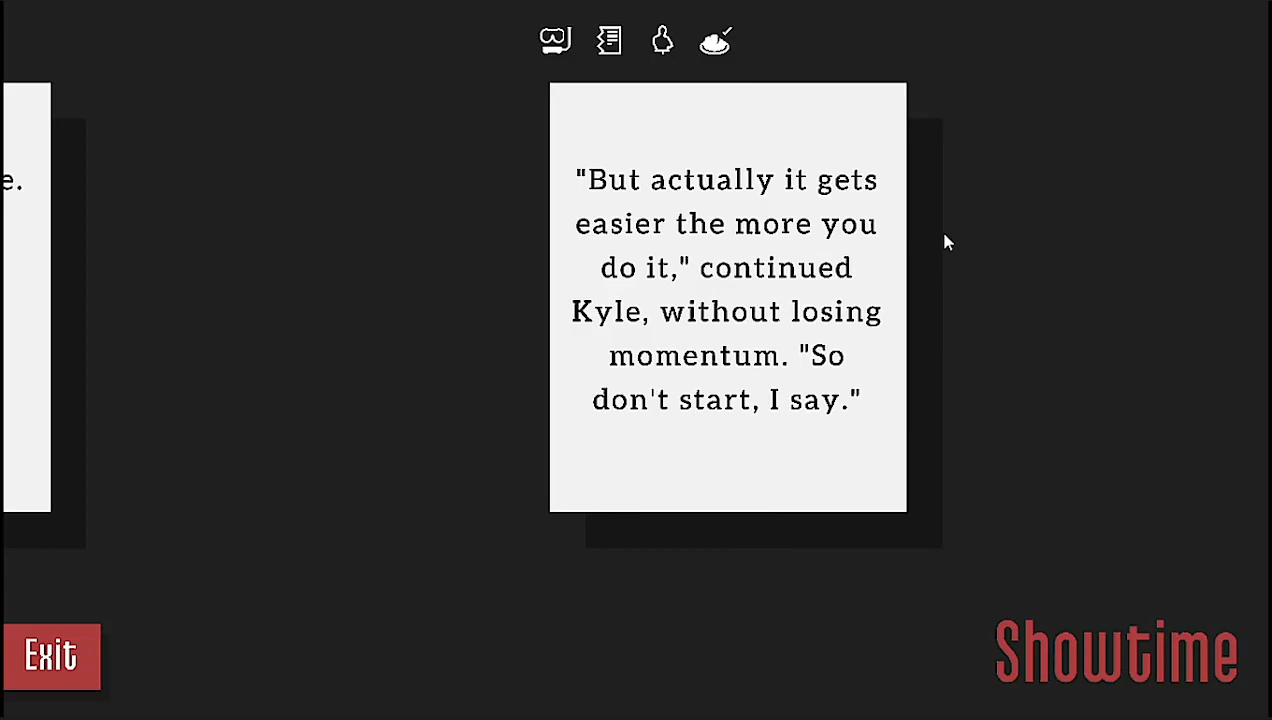 e.
"But actually it gets
easier the more you
do it," continued
Kyle, without losing
momentum. "So
don't start, I say."
Exit
Showtime